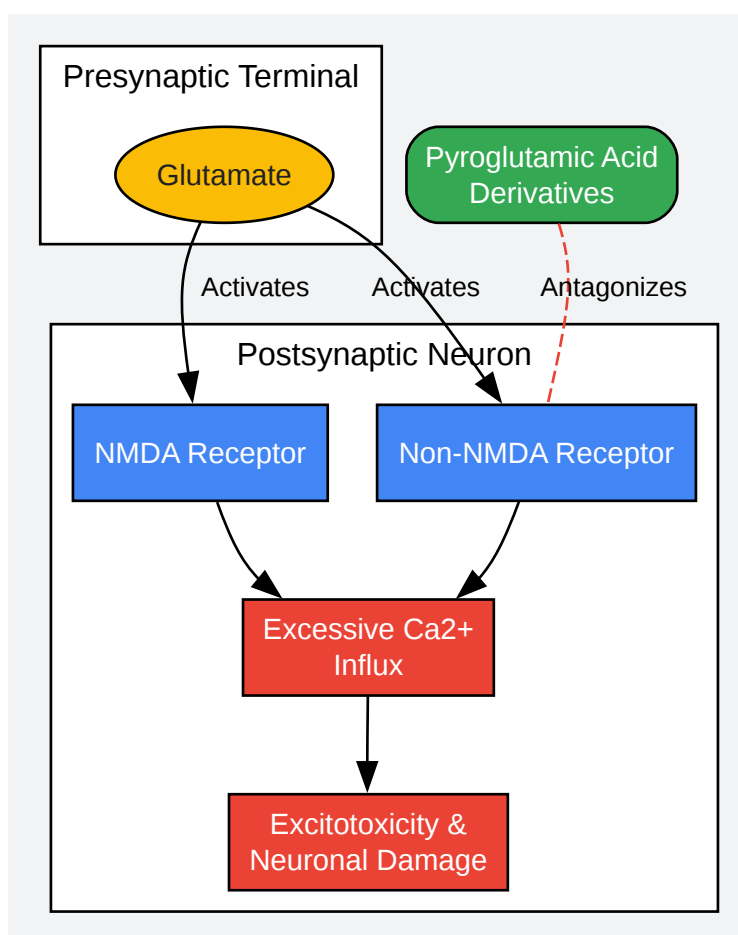 Presynaptic Terminal
Glutamate
Pyroglutamic Acid
Derivatives
Activates
Activates
Antagonizes
Postsynaptic Neuron
NMDA Receptor
Non-NMDA Receptor
Excessive Ca2+
Influx
Excitotoxicity &
Neuronal Damage